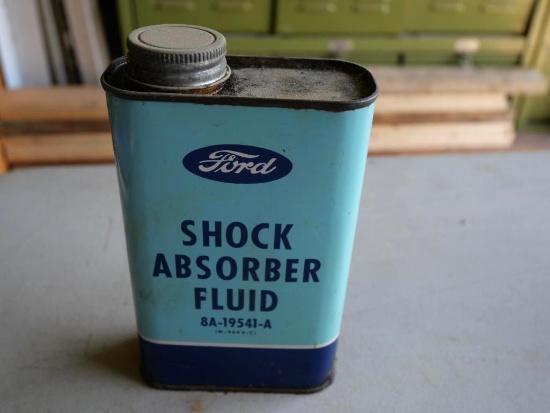 Ford
SHOCK
ABSORBER
FLUID
8A-19541-A